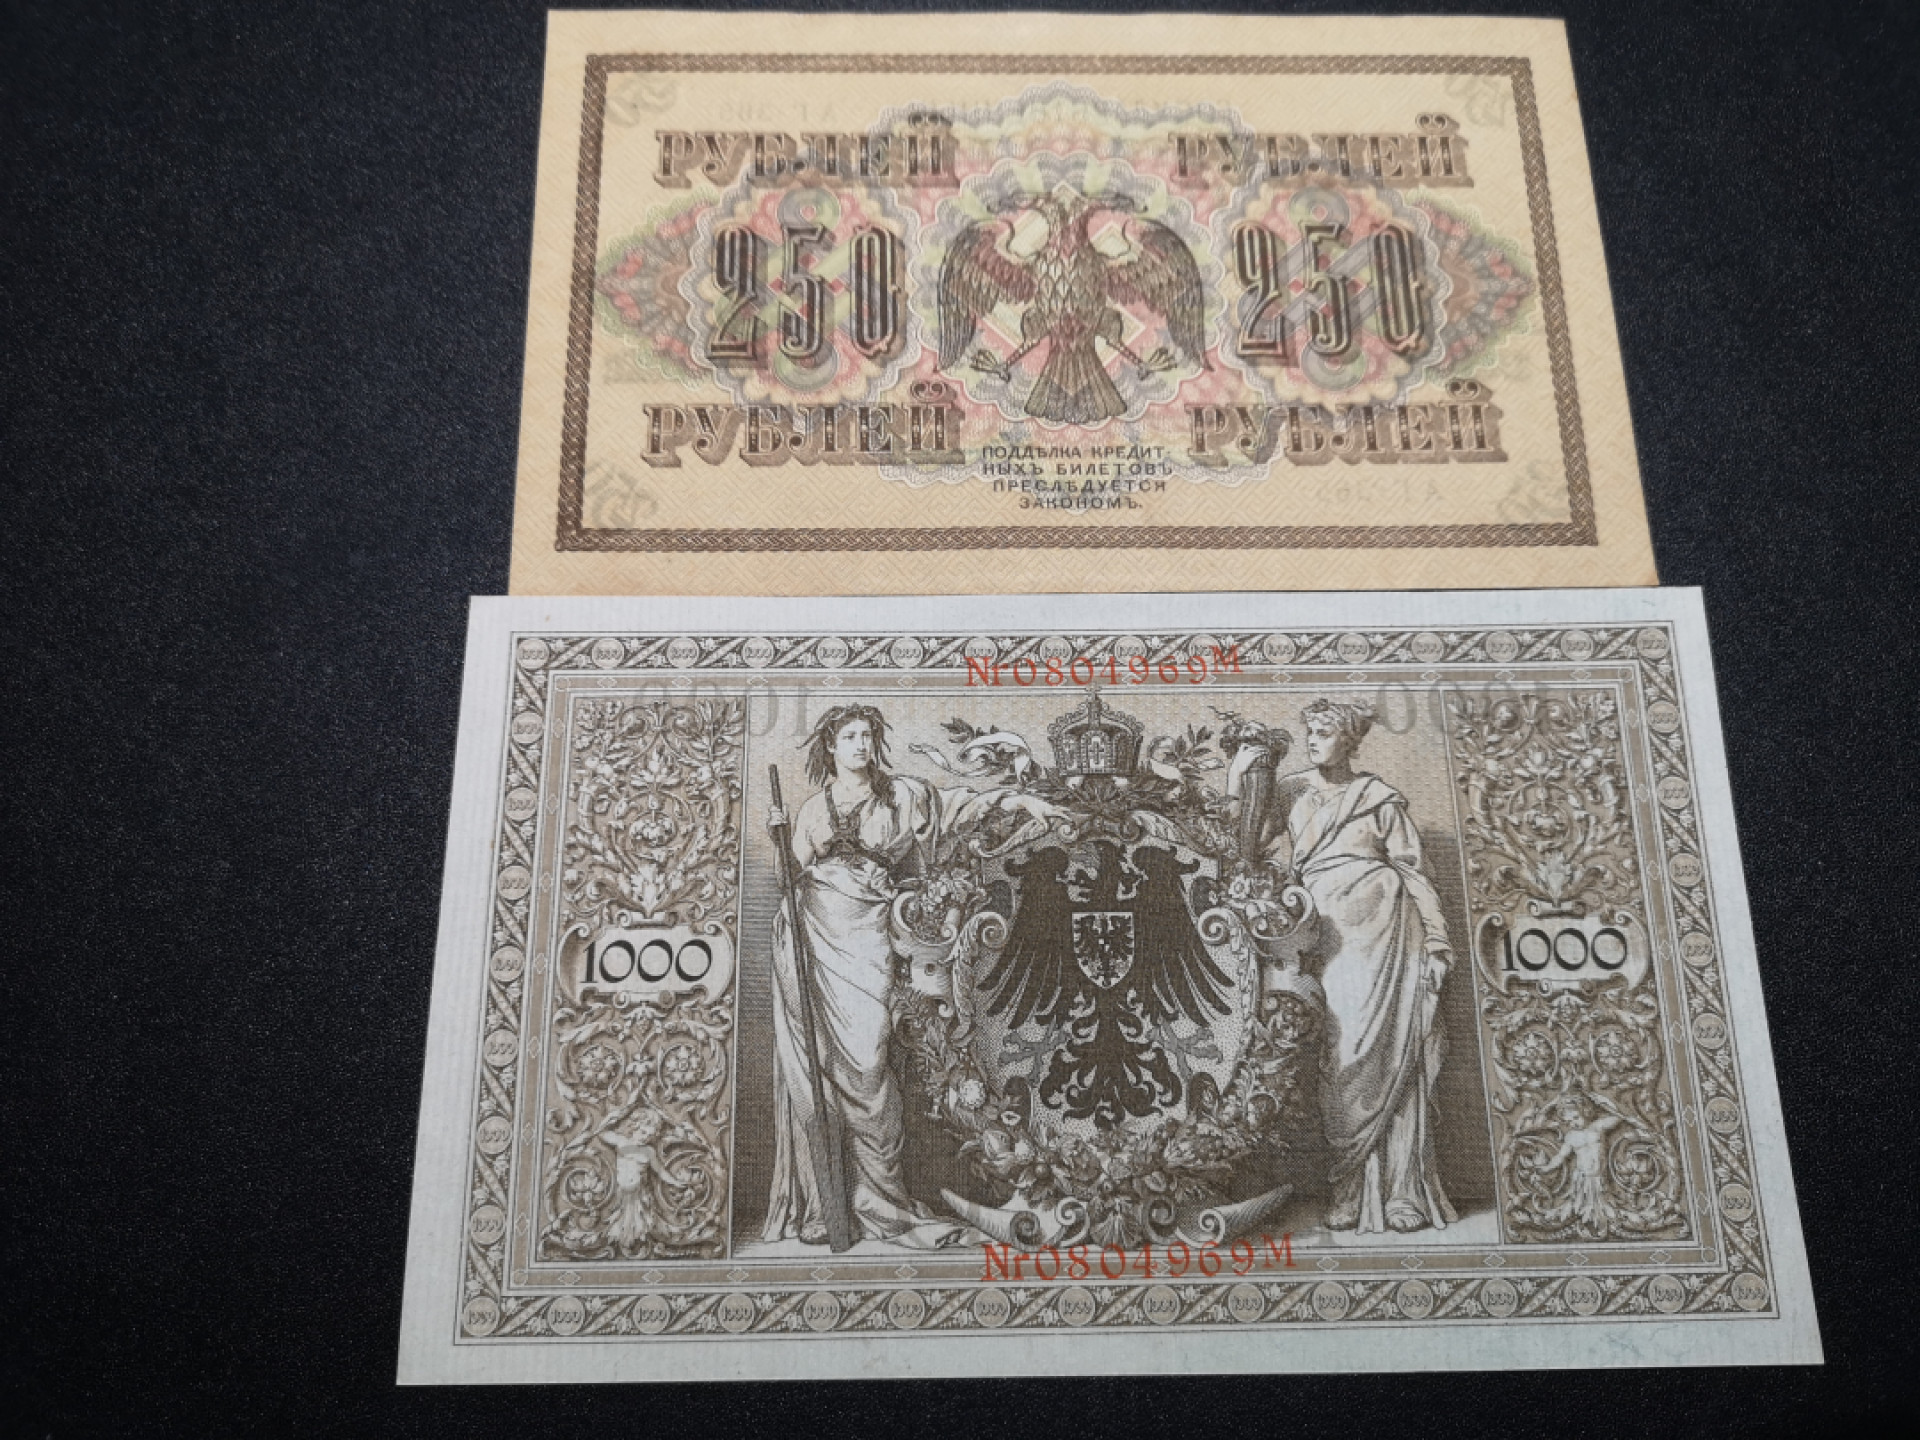 РУБЛЕЙ РУБЛЕЙ
250 250
РУБЛЕЙ РУБЛЕЙ
ПОДДѢЛКА КРЕДИТ-
НЫХЪ БИЛЕТОВЪ
ПРЕСЛѢДУЕТСЯ
ЗАКОНОМЪ.
Nr0804969M
1000 1000
Nr0804969M